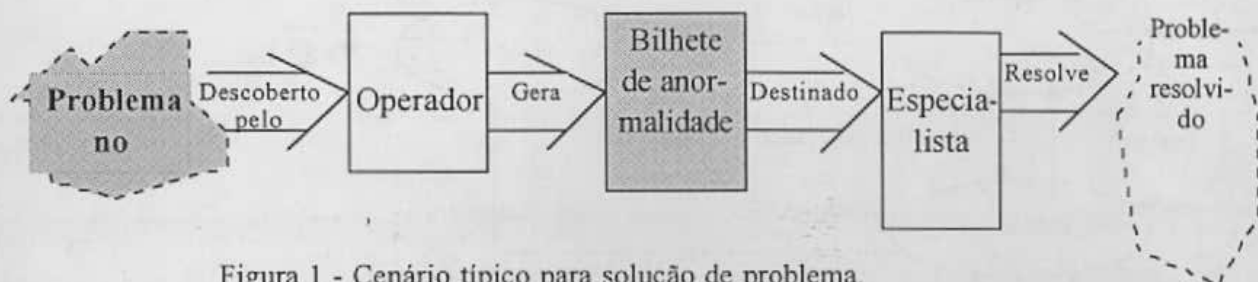 Problema
no
Descoberto
pelo
Operador
Gera
Bilhete
de anor-
malidade
Destinado
Especia-
lista
Resolve
Proble-
ma
resolvi-
do
Figura 1 - Cenário típico para solução de problema.